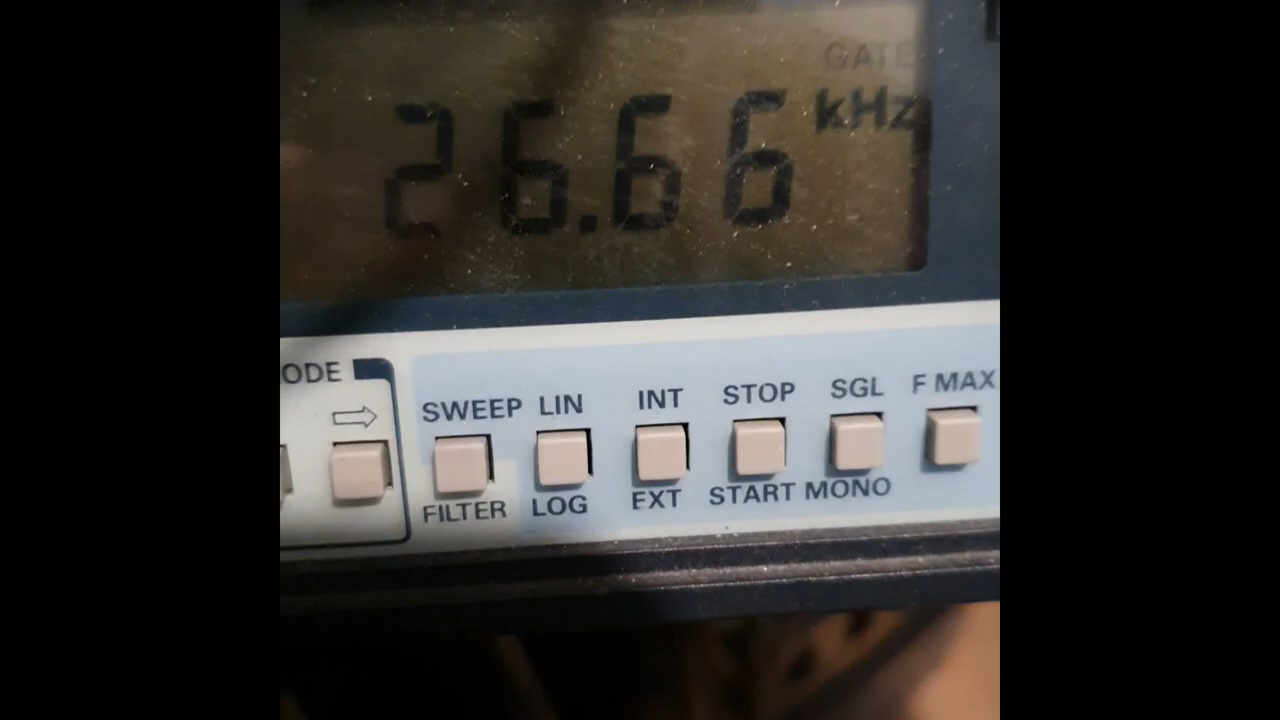 GATE
26.66 kHz
ODE
SWEEP LIN INT STOP SGL F MAX
FILTER LOG EXT START MONO